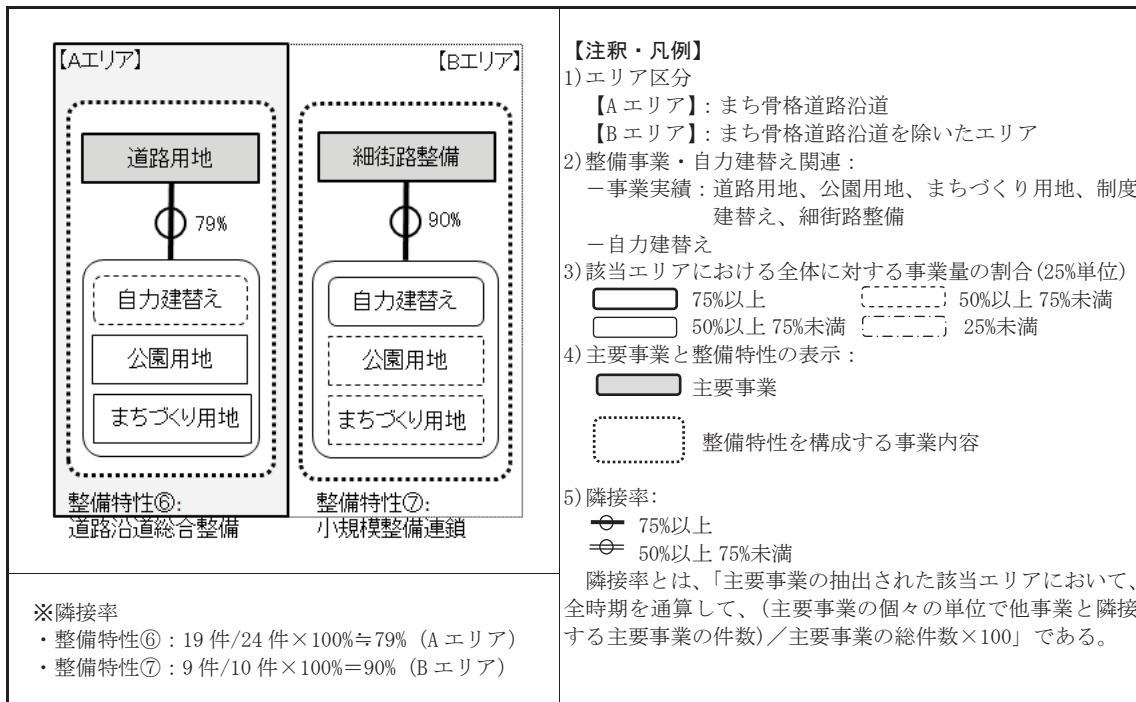 【Aエリア】
【Bエリア】
道路用地
79%
自力建替え
公園用地
まちづくり用地
整備特性⑥:
道路沿道総合整備
細街路整備
90%
自力建替え
公園用地
まちづくり用地
整備特性⑦:
小規模整備連鎖
※隣接率
・整備特性⑥：19 件/24 件×100%≒79%（A エリア）
・整備特性⑦：9 件/10 件×100%＝90%（B エリア）
【注釈・凡例】
1)エリア区分
【A エリア】：まち骨格道路沿道
【B エリア】：まち骨格道路沿道を除いたエリア
2)整備事業・自力建替え関連：
－事業実績：道路用地、公園用地、まちづくり用地、制度
建替え、細街路整備
－自力建替え
3)該当エリアにおける全体に対する事業量の割合(25%単位)
75%以上 50%以上 75%未満
50%以上 75%未満 25%未満
4)主要事業と整備特性の表示：
主要事業
整備特性を構成する事業内容
5)隣接率:
75%以上
50%以上 75%未満
隣接率とは、「主要事業の抽出された該当エリアにおいて、
全時期を通算して、(主要事業の個々の単位で他事業と隣接
する主要事業の件数)／主要事業の総件数×100」である。